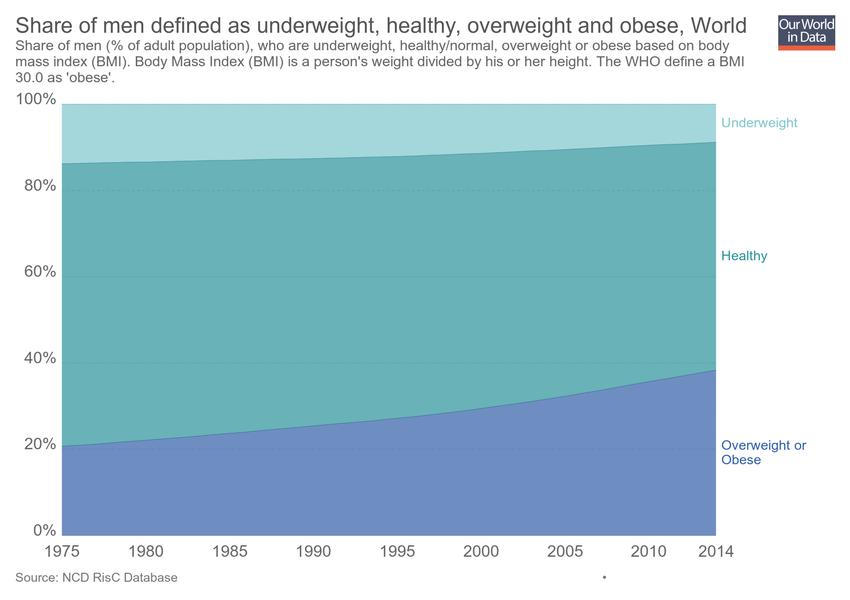 Share of men defined as underweight, healthy, overweight and obese, World
Our World
in Data
Share of men (% of adult population), who are underweight, healthy/normal, overweight or obese based on body
mass index (BMI). Body Mass Index (BMI) is a person's weight divided by his or her height. The WHO define a BMI
30.0 as 'obese'.
100%
Underweight
80%
Healthy
60%
40%
20%
Overweight or
Obese
0%
1975 1980 1985 1990 1995 2000 2005 2010 2014
Source: NCD RisC Database